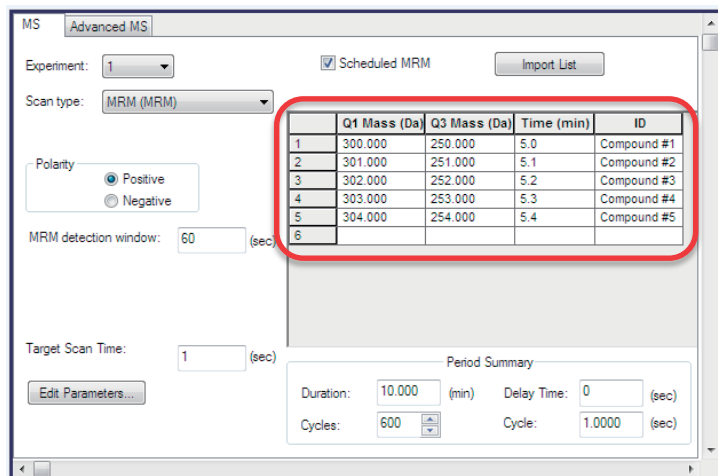 MS Advanced MS
Experiment: 1 Scheduled MRM Import List
Scan type: MRM (MRM)
Q1 Mass (Da) Q3 Mass (Da) Time (min) ID
1 300.000 250.000 5.0 Compound #1
2 301.000 251.000 5.1 Compound #2
3 302.000 252.000 5.2 Compound #3
4 303.000 253.000 5.3 Compound #4
5 304.000 254.000 5.4 Compound #5
6
Polarity
Positive
Negative
MRM detection window: 60 (sec)
Target Scan Time: 1 (sec)
Edit Parameters...
Period Summary
Duration: 10.000 (min) Delay Time: 0 (sec)
Cycles: 600 Cycle: 1.0000 (sec)